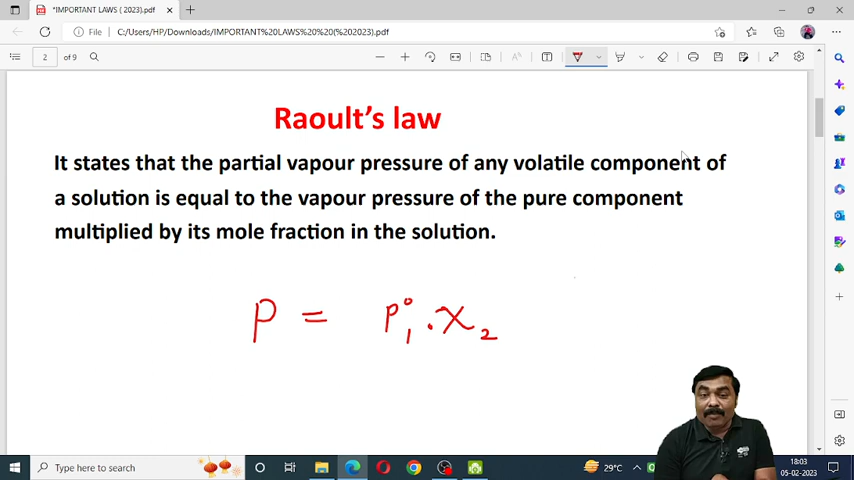 *IMPORTANT LAWS ( 2023).pdf
File
C:/Users/HP/Downloads/IMPORTANT%20LAWS%20%20(%202023).pdf
2 of 9
Raoult's law
It states that the partial vapour pressure of any volatile component of
a solution is equal to the vapour pressure of the pure component
multiplied by its mole fraction in the solution.
P = P₁⁰ . X₂
Type here to search
29°C
18:03
05-02-2023